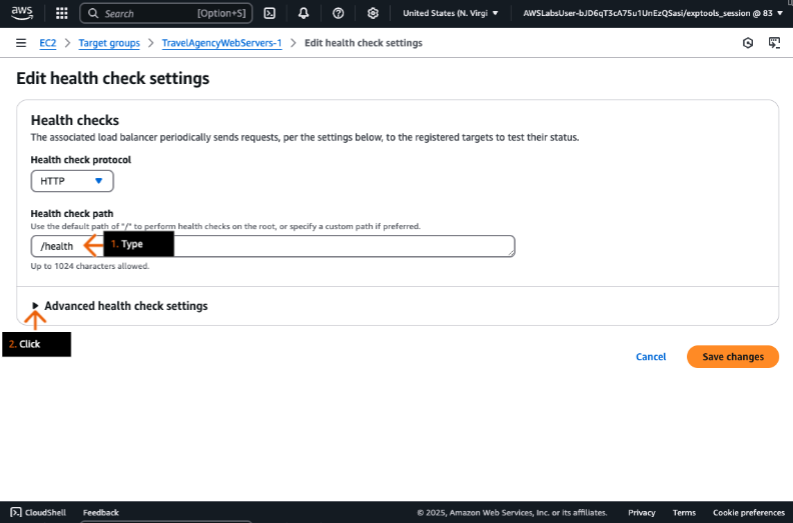 aws
Search [Option+S]
United States (N. Virgi
AWSLabsUser-bJD6qT3cA75u1UnEzQSasi/exptools_session @ 83
EC2 > Target groups > TravelAgencyWebServers-1 > Edit health check settings
Edit health check settings
Health checks
The associated load balancer periodically sends requests, per the settings below, to the registered targets to test their status.
Health check protocol
HTTP
Health check path
Use the default path of "/" to perform health checks on the root, or specify a custom path if preferred.
/health
1. Type
Up to 1024 characters allowed.
Advanced health check settings
2. Click
Cancel
Save changes
CloudShell Feedback © 2025, Amazon Web Services, Inc. or its affiliates. Privacy Terms Cookie preferences